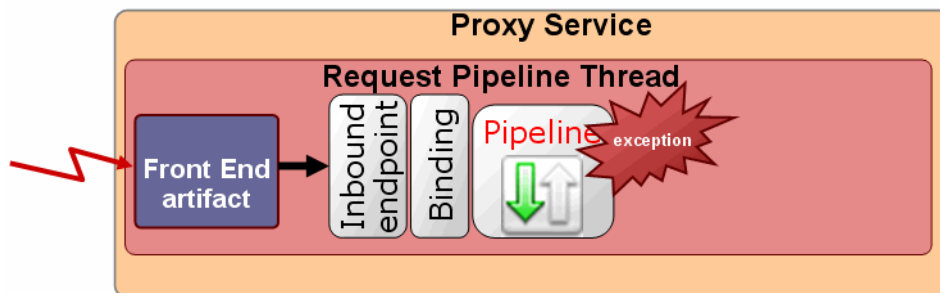 Proxy Service
Request Pipeline Thread
Front End
artifact
Inbound
endpoint
Binding
Pipeline
exception